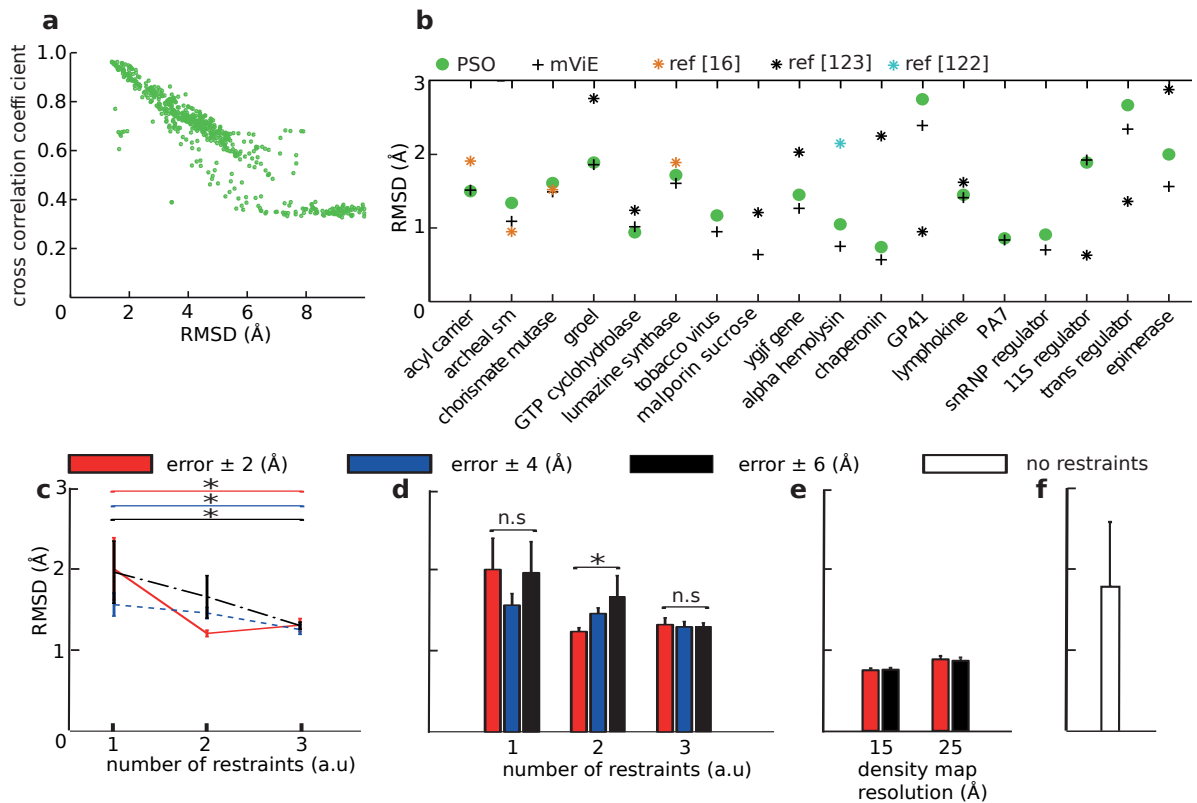 a
cross correlation coeffi cient
1.0
0.8
0.6
0.4
0.2
0
2
4
6
8
RMSD (Å)
b
PSO
mViE
ref [16]
ref [123]
ref [122]
RMSD (Å)
3
2
1
0
acyl carrier
archeal sm
chorismate mutase
groel
GTP cyclohydrolase
lumazine synthase
tobacco virus
malporin sucrose
ygjf gene
alpha hemolysin
chaperonin
GP41
lymphokine
PA7
snRNP regulator
11S regulator
trans regulator
epimerase
error ± 2 (Å)
error ± 4 (Å)
error ± 6 (Å)
no restraints
c
RMSD (Å)
3
2
1
0
*
*
*
1
2
3
number of restraints (a.u)
d
n.s
*
n.s
1
2
3
number of restraints (a.u)
e
15
25
density map
resolution (Å)
f